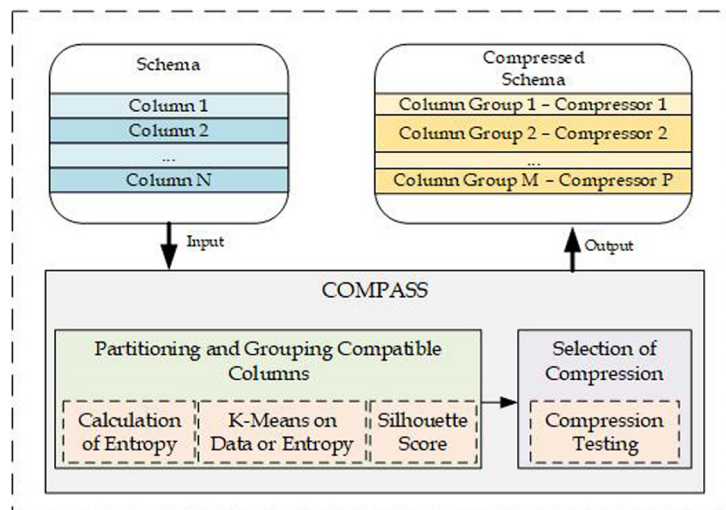 Schema
Column 1
Column 2
...
Column N
Compressed
Schema
Column Group 1 – Compressor 1
Column Group 2 – Compressor 2
...
Column Group M – Compressor P
Input
Output
COMPASS
Partitioning and Grouping Compatible
Columns
Calculation
of Entropy
K-Means on
Data or Entropy
Silhouette
Score
Selection of
Compression
Compression
Testing